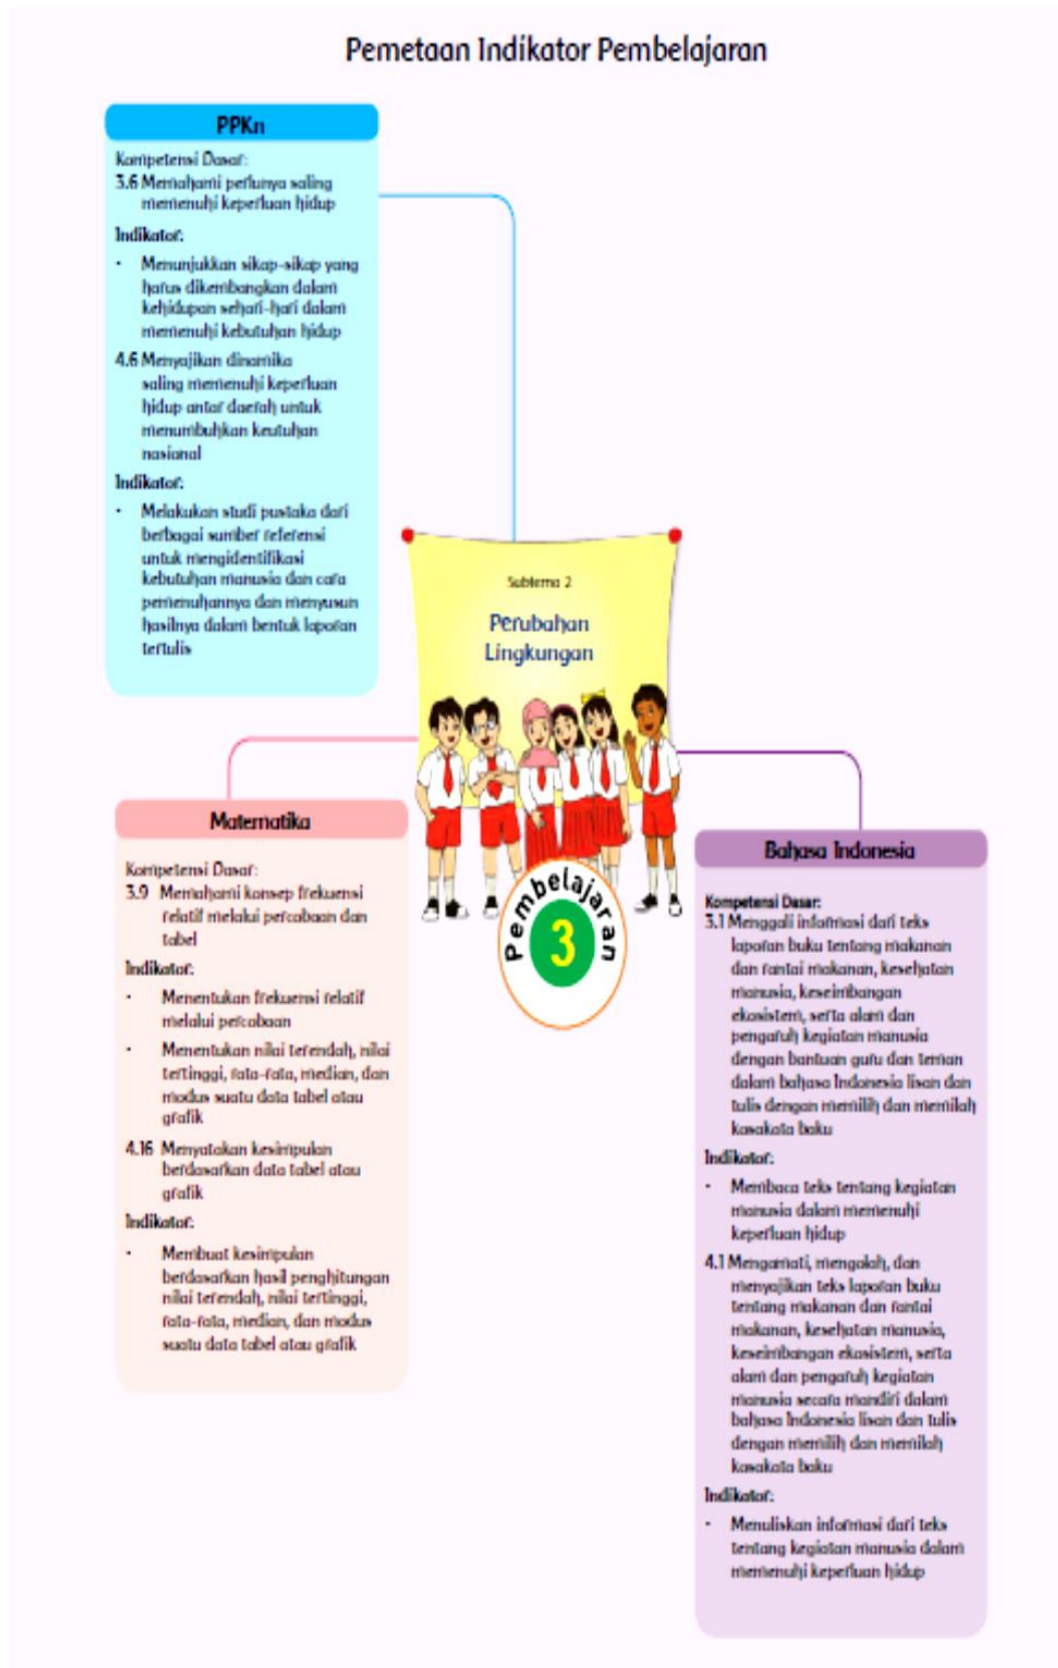 Pemetaan Indikator Pembelajaran
PPKn
Kompetensi Dasar:
3.6 Memahami perlunya saling
memenuhi keperluan hidup
Indikator:
• Menunjukkan sikap-sikap yang
harus dikembangkan dalam
kehidupan sehari-hari dalam
memenuhi kebutuhan hidup
4.6 Menyajikan dinamika
saling memenuhi keperluan
hidup antar daerah untuk
menumbuhkan keutuhan
nasional
Indikator:
• Melakukan studi pustaka dari
berbagai sumber referensi
untuk mengidentifikasi
kebutuhan manusia dan cara
pemenuhannya dan menyusun
hasilnya dalam bentuk laporan
tertulis
Subtema 2
Perubahan
Lingkungan
Pembelajaran
3
Matematika
Kompetensi Dasar:
3.9 Memahami konsep frekuensi
relatif melalui percobaan dan
tabel
Indikator:
• Menentukan frekuensi relatif
melalui percobaan
• Menentukan nilai terendah, nilai
tertinggi, rata-rata, median, dan
modus suatu data tabel atau
grafik
4.16 Menyatakan kesimpulan
berdasarkan data tabel atau
grafik
Indikator:
• Membuat kesimpulan
berdasarkan hasil penghitungan
nilai terendah, nilai tertinggi,
rata-rata, median, dan modus
suatu data tabel atau grafik
Bahasa Indonesia
Kompetensi Dasar:
3.1 Menggali informasi dari teks
laporan buku tentang makanan
dan rantai makanan, kesehatan
manusia, keseimbangan
ekosistem, serta alam dan
pengaruh kegiatan manusia
dengan bantuan guru dan teman
dalam bahasa Indonesia lisan dan
tulis dengan memilih dan memilah
kosakata baku
Indikator:
• Membaca teks tentang kegiatan
manusia dalam memenuhi
keperluan hidup
4.1 Mengamati, mengolah, dan
menyajikan teks laporan buku
tentang makanan dan rantai
makanan, kesehatan manusia,
keseimbangan ekosistem, serta
alam dan pengaruh kegiatan
manusia secara mandiri dalam
bahasa Indonesia lisan dan tulis
dengan memilih dan memilah
kosakata baku
Indikator:
• Menuliskan informasi dari teks
tentang kegiatan manusia dalam
memenuhi keperluan hidup